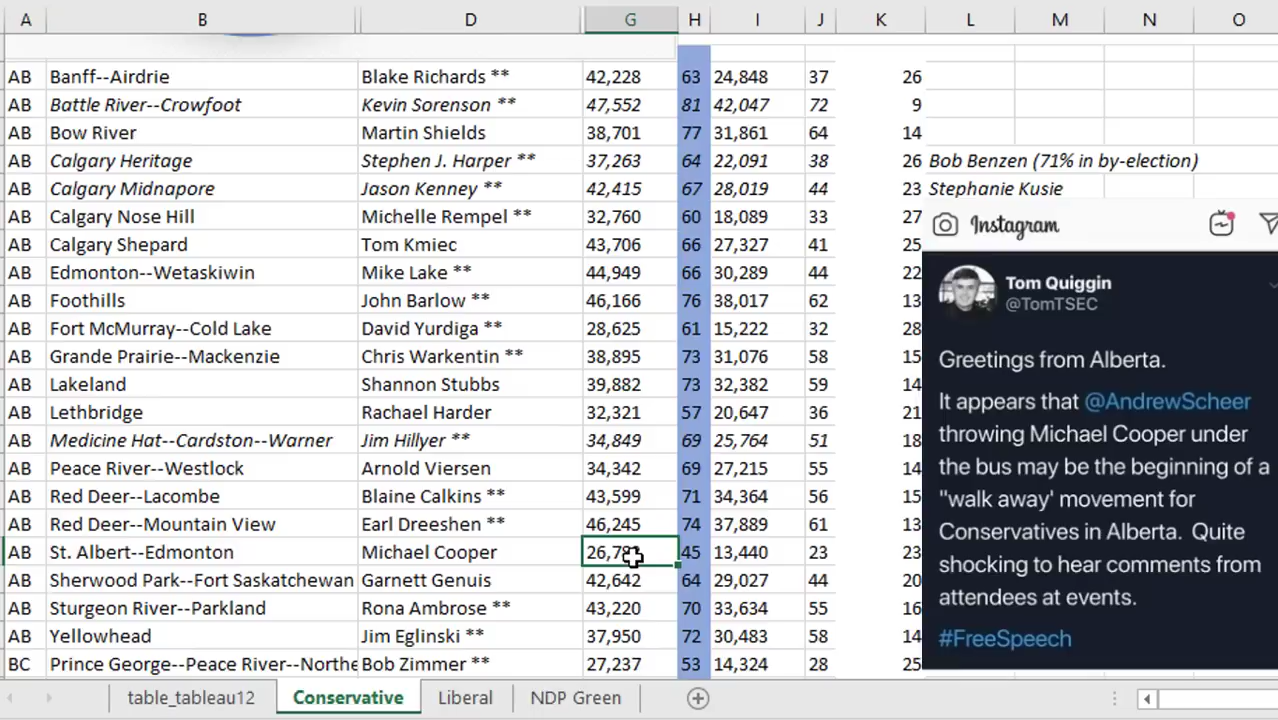 A B D G H I J K L M N O
AB Banff--Airdrie Blake Richards ** 42,228 63 24,848 37 26
AB Battle River--Crowfoot Kevin Sorenson ** 47,552 81 42,047 72 9
AB Bow River Martin Shields 38,701 77 31,861 64 14
AB Calgary Heritage Stephen J. Harper ** 37,263 64 22,091 38 26 Bob Benzen (71% in by-election)
AB Calgary Midnapore Jason Kenney ** 42,415 67 28,019 44 23 Stephanie Kusie
AB Calgary Nose Hill Michelle Rempel ** 32,760 60 18,089 33 27
AB Calgary Shepard Tom Kmiec 43,706 66 27,327 41 25
AB Edmonton--Wetaskiwin Mike Lake ** 44,949 66 30,289 44 22
AB Foothills John Barlow ** 46,166 76 38,017 62 13
AB Fort McMurray--Cold Lake David Yurdiga ** 28,625 61 15,222 32 28
AB Grande Prairie--Mackenzie Chris Warkentin ** 38,895 73 31,076 58 15
AB Lakeland Shannon Stubbs 39,882 73 32,382 59 14
AB Lethbridge Rachael Harder 32,321 57 20,647 36 21
AB Medicine Hat--Cardston--Warner Jim Hillyer ** 34,849 69 25,764 51 18
AB Peace River--Westlock Arnold Viersen 34,342 69 27,215 55 14
AB Red Deer--Lacombe Blaine Calkins ** 43,599 71 34,364 56 15
AB Red Deer--Mountain View Earl Dreeshen ** 46,245 74 37,889 61 13
AB St. Albert--Edmonton Michael Cooper 45 13,440 23 23
AB Sherwood Park--Fort Saskatchewan Garnett Genuis 42,642 64 29,027 44 20
AB Sturgeon River--Parkland Rona Ambrose ** 43,220 70 33,634 55 16
AB Yellowhead Jim Eglinski ** 37,950 72 30,483 58 14
BC Prince George--Peace River--Northe Bob Zimmer ** 27,237 53 14,324 28 25
Instagram
Tom Quiggin
@TomTSEC
Greetings from Alberta.
It appears that @AndrewScheer
throwing Michael Cooper under
the bus may be the beginning of a
"walk away' movement for
Conservatives in Alberta. Quite
shocking to hear comments from
attendees at events.
#FreeSpeech
table_tableau12 Conservative Liberal NDP Green